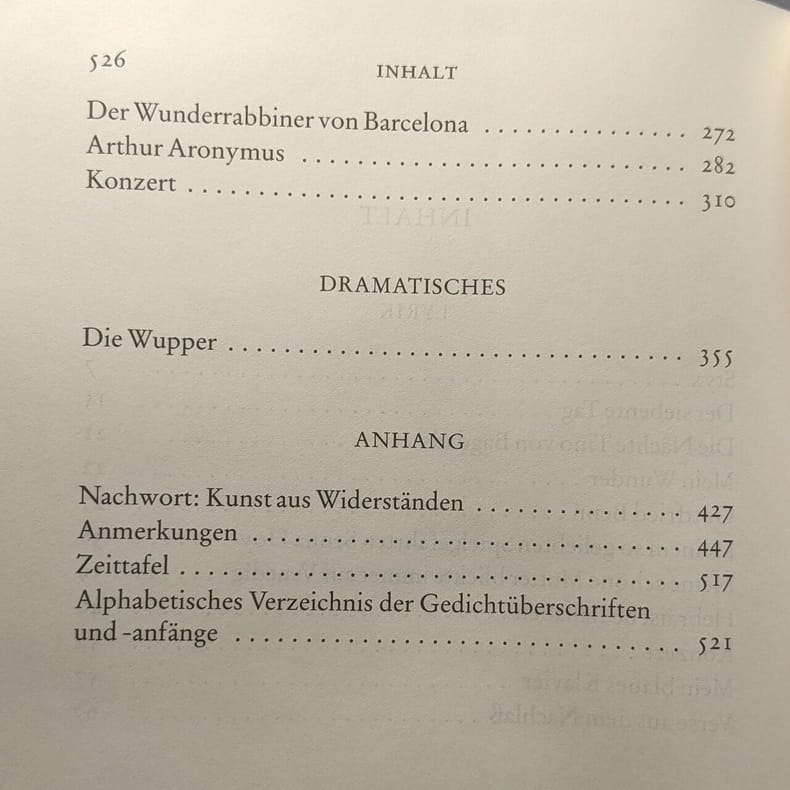 526
INHALT
Der Wunderrabbiner von Barcelona . . . . . . . . . . . . . . . 272
Arthur Aronymus . . . . . . . . . . . . . . . . . . . . . . . . . . . . 282
Konzert . . . . . . . . . . . . . . . . . . . . . . . . . . . . . . . . . . . . 310
DRAMATISCHES
Die Wupper . . . . . . . . . . . . . . . . . . . . . . . . . . . . . . . . . 355
ANHANG
Nachwort: Kunst aus Widerständen . . . . . . . . . . . . . . . 427
Anmerkungen . . . . . . . . . . . . . . . . . . . . . . . . . . . . . . . 447
Zeittafel . . . . . . . . . . . . . . . . . . . . . . . . . . . . . . . . . . . . 517
Alphabetisches Verzeichnis der Gedichtüberschriften
und -anfänge . . . . . . . . . . . . . . . . . . . . . . . . . . . . . . . . 521